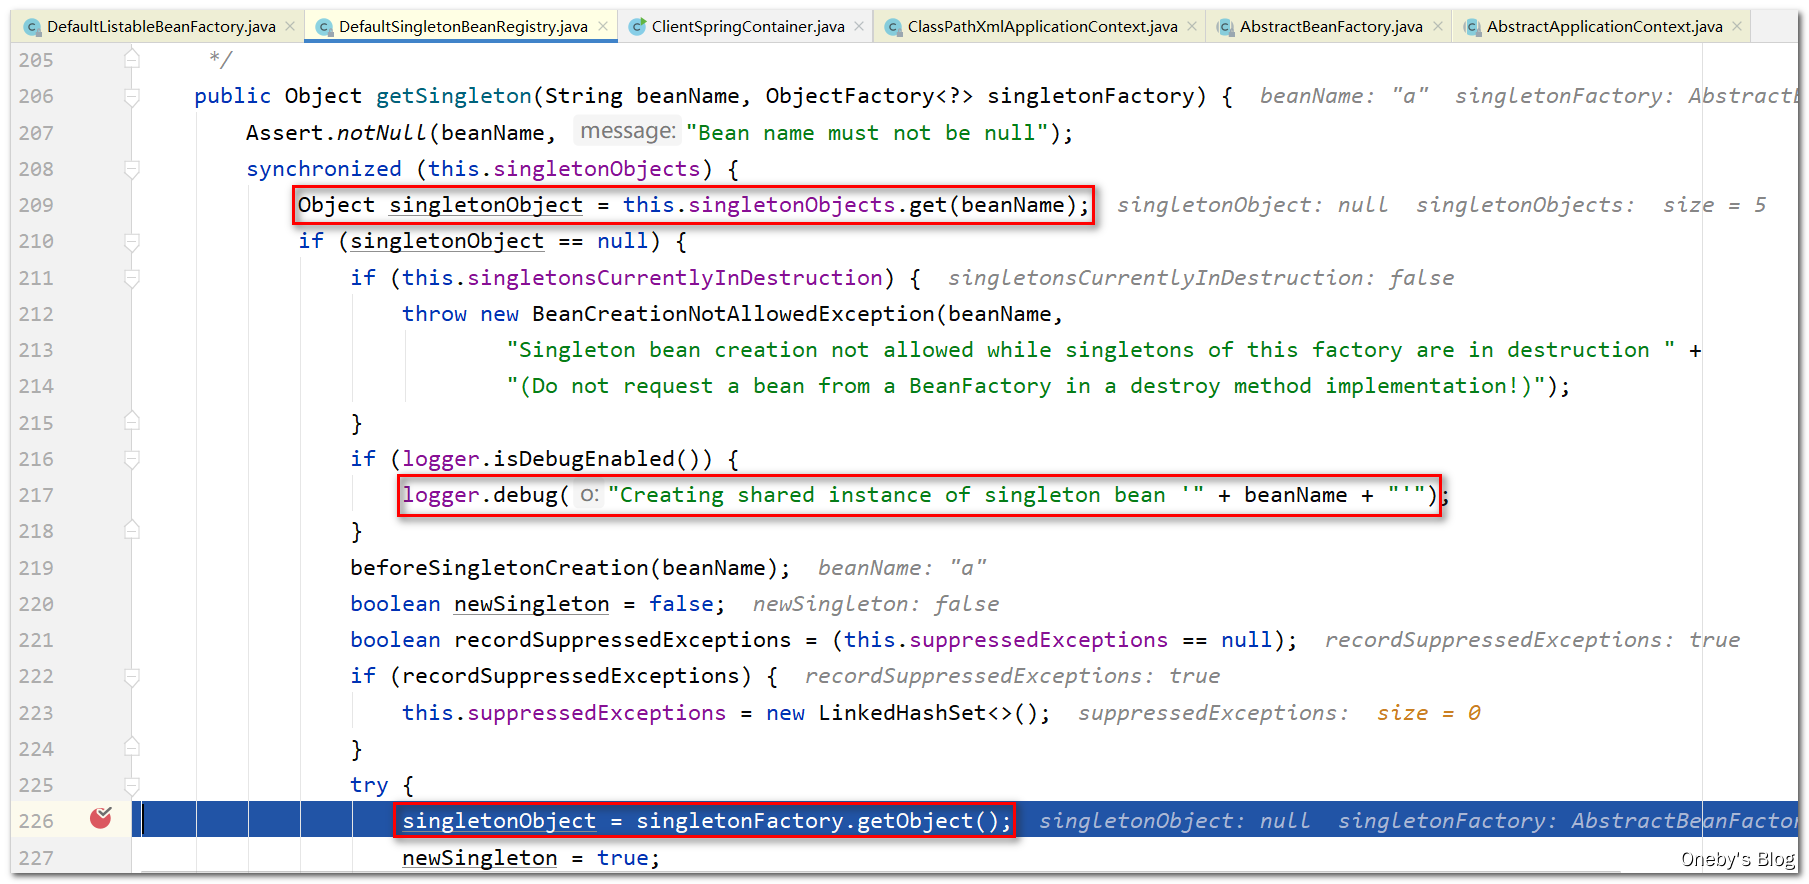 DefaultListableBeanFactory.java × DefaultSingletonBeanRegistry.java × ClientSpringContainer.java × ClassPathXmlApplicationContext.java × AbstractBeanFactory.java × AbstractApplicationContext.java ×
205 */
206 public Object getSingleton(String beanName, ObjectFactory<?> singletonFactory) { beanName: "a" singletonFactory: AbstractB
207 Assert.notNull(beanName, message: "Bean name must not be null");
208 synchronized (this.singletonObjects) {
209 Object singletonObject = this.singletonObjects.get(beanName); singletonObject: null singletonObjects: size = 5
210 if (singletonObject == null) {
211 if (this.singletonsCurrentlyInDestruction) { singletonsCurrentlyInDestruction: false
212 throw new BeanCreationNotAllowedException(beanName,
213 "Singleton bean creation not allowed while singletons of this factory are in destruction " +
214 "(Do not request a bean from a BeanFactory in a destroy method implementation!)");
215 }
216 if (logger.isDebugEnabled()) {
217 logger.debug( o: "Creating shared instance of singleton bean '" + beanName + "'");
218 }
219 beforeSingletonCreation(beanName); beanName: "a"
220 boolean newSingleton = false; newSingleton: false
221 boolean recordSuppressedExceptions = (this.suppressedExceptions == null); recordSuppressedExceptions: true
222 if (recordSuppressedExceptions) { recordSuppressedExceptions: true
223 this.suppressedExceptions = new LinkedHashSet<>(); suppressedExceptions: size = 0
224 }
225 try {
226 singletonObject = singletonFactory.getObject(); singletonObject: null singletonFactory: AbstractBeanFactor
227 newSingleton = true;
Oneby's Blog